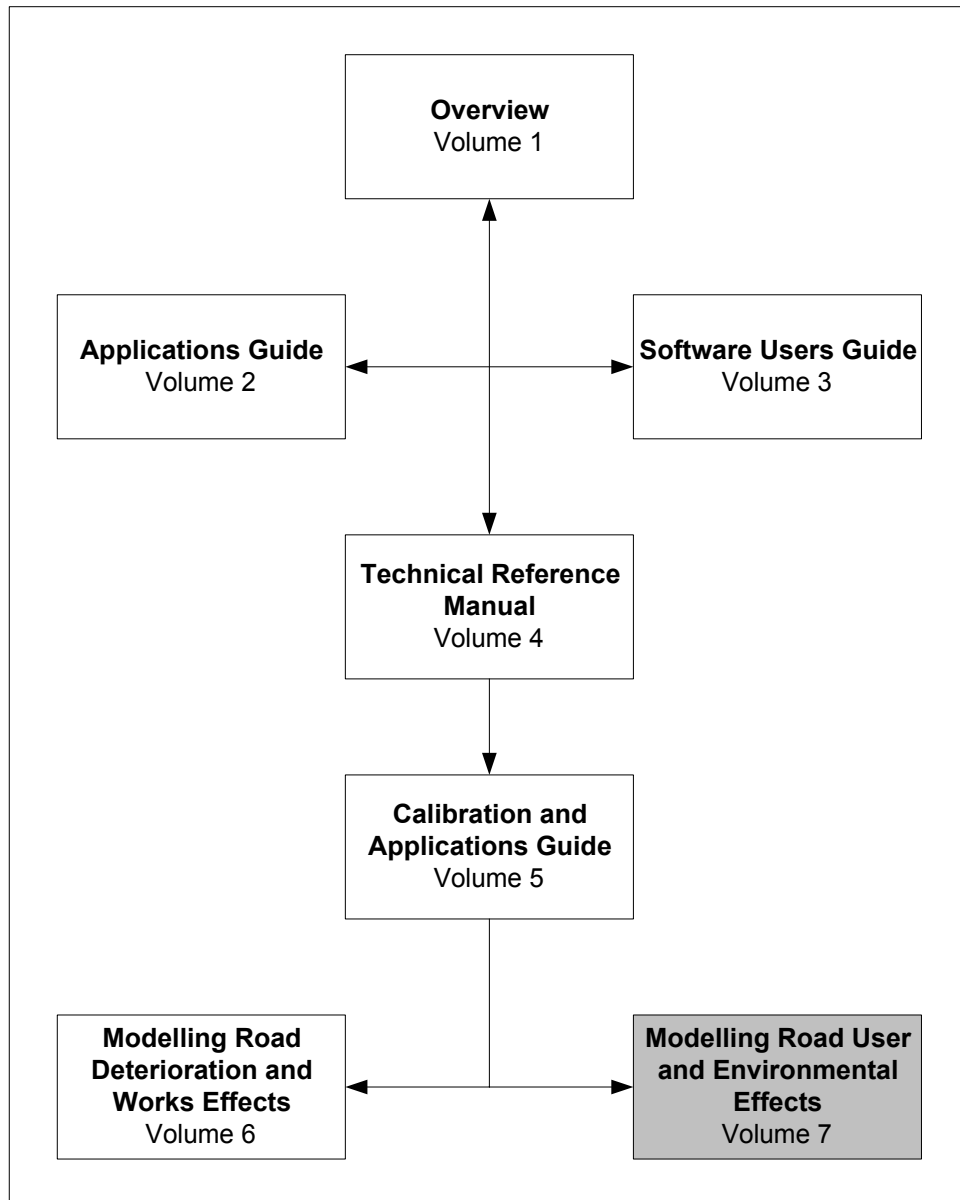 Overview
Volume 1
Applications Guide
Volume 2
Software Users Guide
Volume 3
Technical Reference
Manual
Volume 4
Calibration and
Applications Guide
Volume 5
Modelling Road
Deterioration and
Works Effects
Volume 6
Modelling Road User
and Environmental
Effects
Volume 7